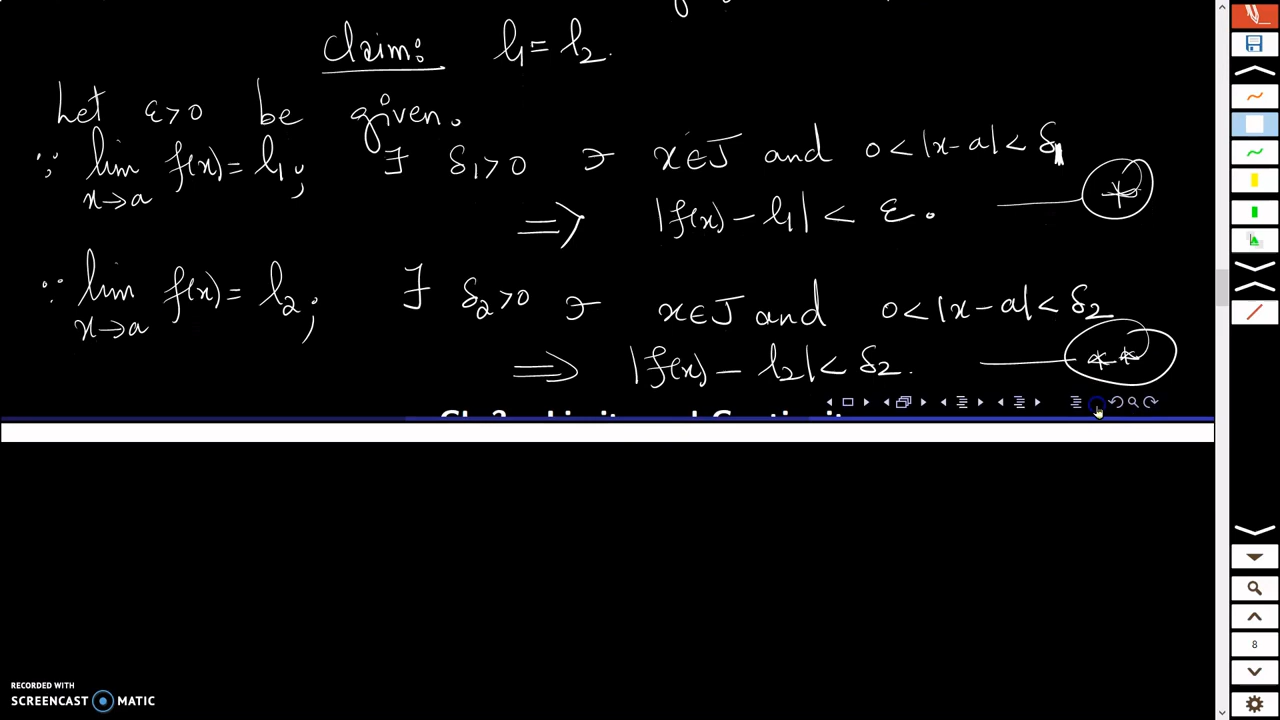 Claim: l₁ = l₂.
Let ε>0 be given.
∵ lim f(x) = l₁; ∃ δ₁>0 ∋ x∈J and 0<|x-a|<δ₁
x→a
⟹ |f(x) - l₁| < ε. —— *
∵ lim f(x) = l₂; ∃ δ₂>0 ∋ x∈J and 0<|x-a|<δ₂
x→a
⟹ |f(x) - l₂| < δ₂. —— **
8
RECORDED WITH
SCREENCAST MATIC